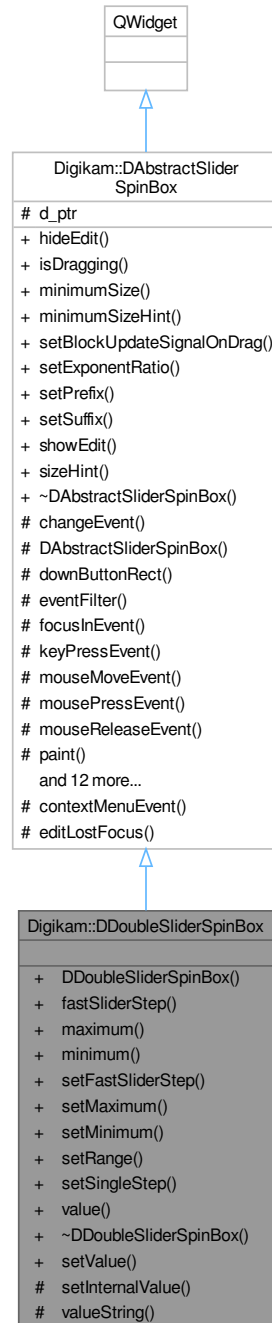 QWidget
Digikam::DAbstractSlider
SpinBox
# d_ptr
+ hideEdit()
+ isDragging()
+ minimumSize()
+ minimumSizeHint()
+ setBlockUpdateSignalOnDrag()
+ setExponentRatio()
+ setPrefix()
+ setSuffix()
+ showEdit()
+ sizeHint()
+ ~DAbstractSliderSpinBox()
# changeEvent()
# DAbstractSliderSpinBox()
# downButtonRect()
# eventFilter()
# focusInEvent()
# keyPressEvent()
# mouseMoveEvent()
# mousePressEvent()
# mouseReleaseEvent()
# paint()
and 12 more...
# contextMenuEvent()
# editLostFocus()
Digikam::DDoubleSliderSpinBox
+ DDoubleSliderSpinBox()
+ fastSliderStep()
+ maximum()
+ minimum()
+ setFastSliderStep()
+ setMaximum()
+ setMinimum()
+ setRange()
+ setSingleStep()
+ value()
+ ~DDoubleSliderSpinBox()
+ setValue()
# setInternalValue()
# valueString()